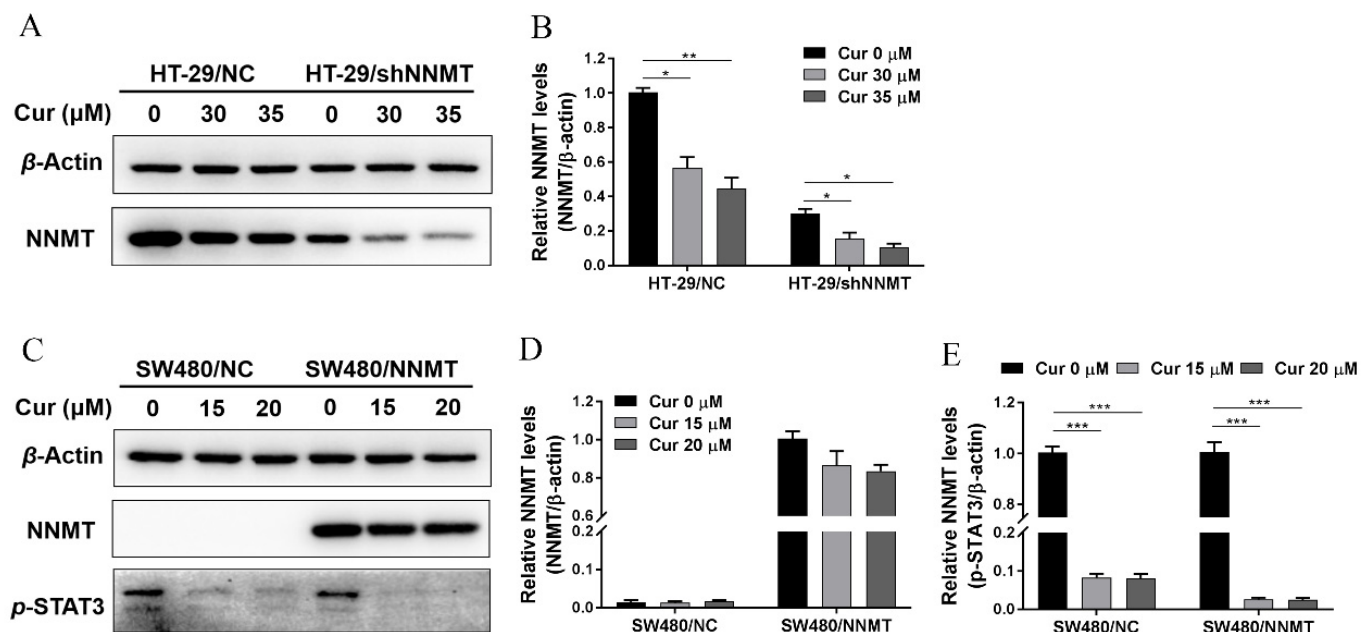 A
HT-29/NC HT-29/shNNMT
Cur (μM) 0 30 35 0 30 35
β-Actin
NNMT
B
Relative NNMT levels
(NNMT/β-actin)
1.2
1.0
0.8
0.6
0.4
0.2
0.0
**
*
*
*
Cur 0 μM
Cur 30 μM
Cur 35 μM
HT-29/NC HT-29/shNNMT
C
SW480/NC SW480/NNMT
Cur (μM) 0 15 20 0 15 20
β-Actin
NNMT
p-STAT3
D
Relative NNMT levels
(NNMT/β-actin)
1.2
1.0
0.8
0.6
0.2
0.1
0.0
Cur 0 μM
Cur 15 μM
Cur 20 μM
SW480/NC SW480/NNMT
E
Cur 0 μM Cur 15 μM Cur 20 μM
Relative NNMT levels
(p-STAT3/β-actin)
1.2
1.0
0.8
0.2
0.1
0.0
***
***
***
***
SW480/NC SW480/NNMT